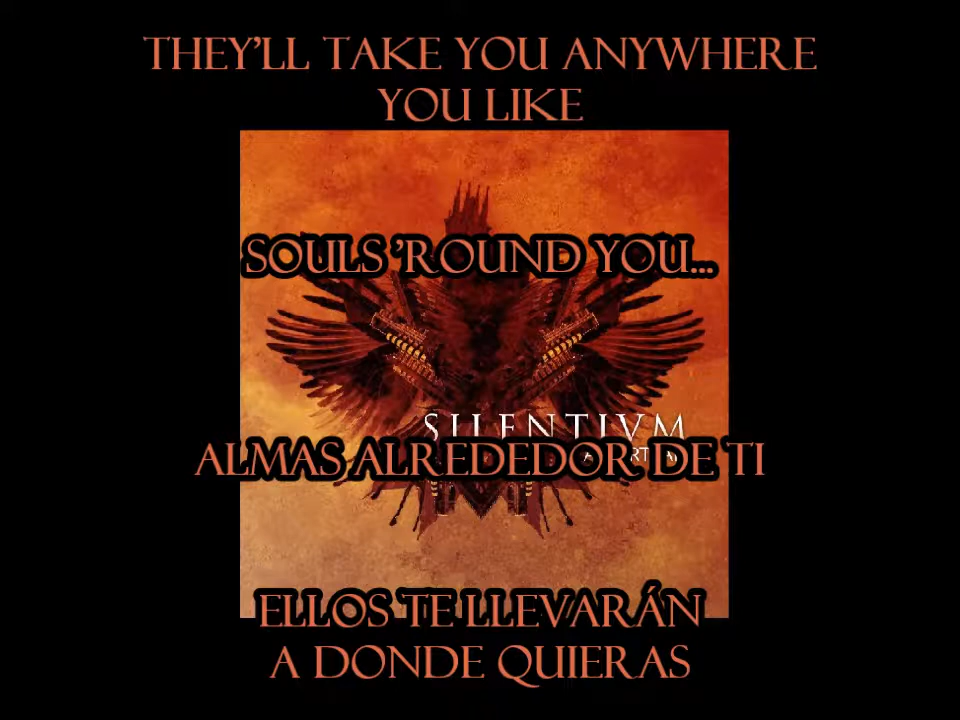 THEY'LL TAKE YOU ANYWHERE
YOU LIKE
SOULS 'ROUND YOU...
SILENTIVM
ALMAS ALREDEDOR DE TI
ELLOS TE LLEVARÁN
A DONDE QUIERAS